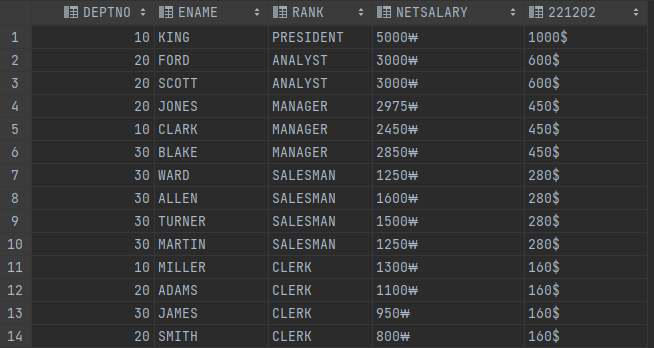 DEPTNO ENAME RANK NETSALARY 221202
1 10 KING PRESIDENT 5000₩ 1000$
2 20 FORD ANALYST 3000₩ 600$
3 20 SCOTT ANALYST 3000₩ 600$
4 20 JONES MANAGER 2975₩ 450$
5 10 CLARK MANAGER 2450₩ 450$
6 30 BLAKE MANAGER 2850₩ 450$
7 30 WARD SALESMAN 1250₩ 280$
8 30 ALLEN SALESMAN 1600₩ 280$
9 30 TURNER SALESMAN 1500₩ 280$
10 30 MARTIN SALESMAN 1250₩ 280$
11 10 MILLER CLERK 1300₩ 160$
12 20 ADAMS CLERK 1100₩ 160$
13 30 JAMES CLERK 950₩ 160$
14 20 SMITH CLERK 800₩ 160$